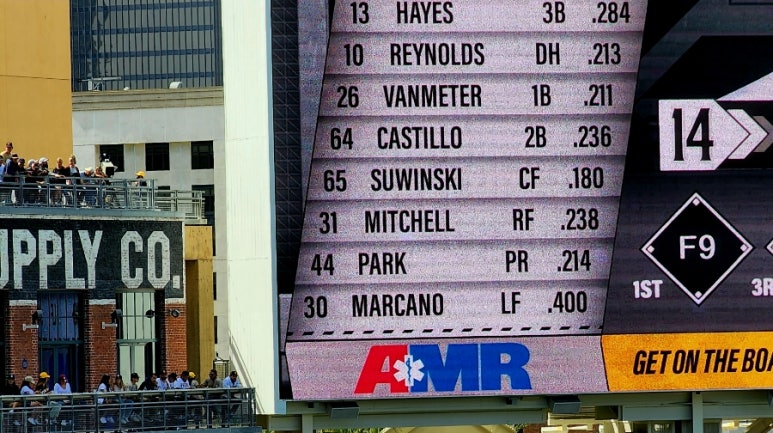 13 HAYES 3B .284
10 REYNOLDS DH .213
26 VANMETER 1B .211
64 CASTILLO 2B .236
65 SUWINSKI CF .180
31 MITCHELL RF .238
44 PARK PR .214
30 MARCANO LF .400
AMR
14
F9
1ST
3R
GET ON THE BOA
UPPLY CO.